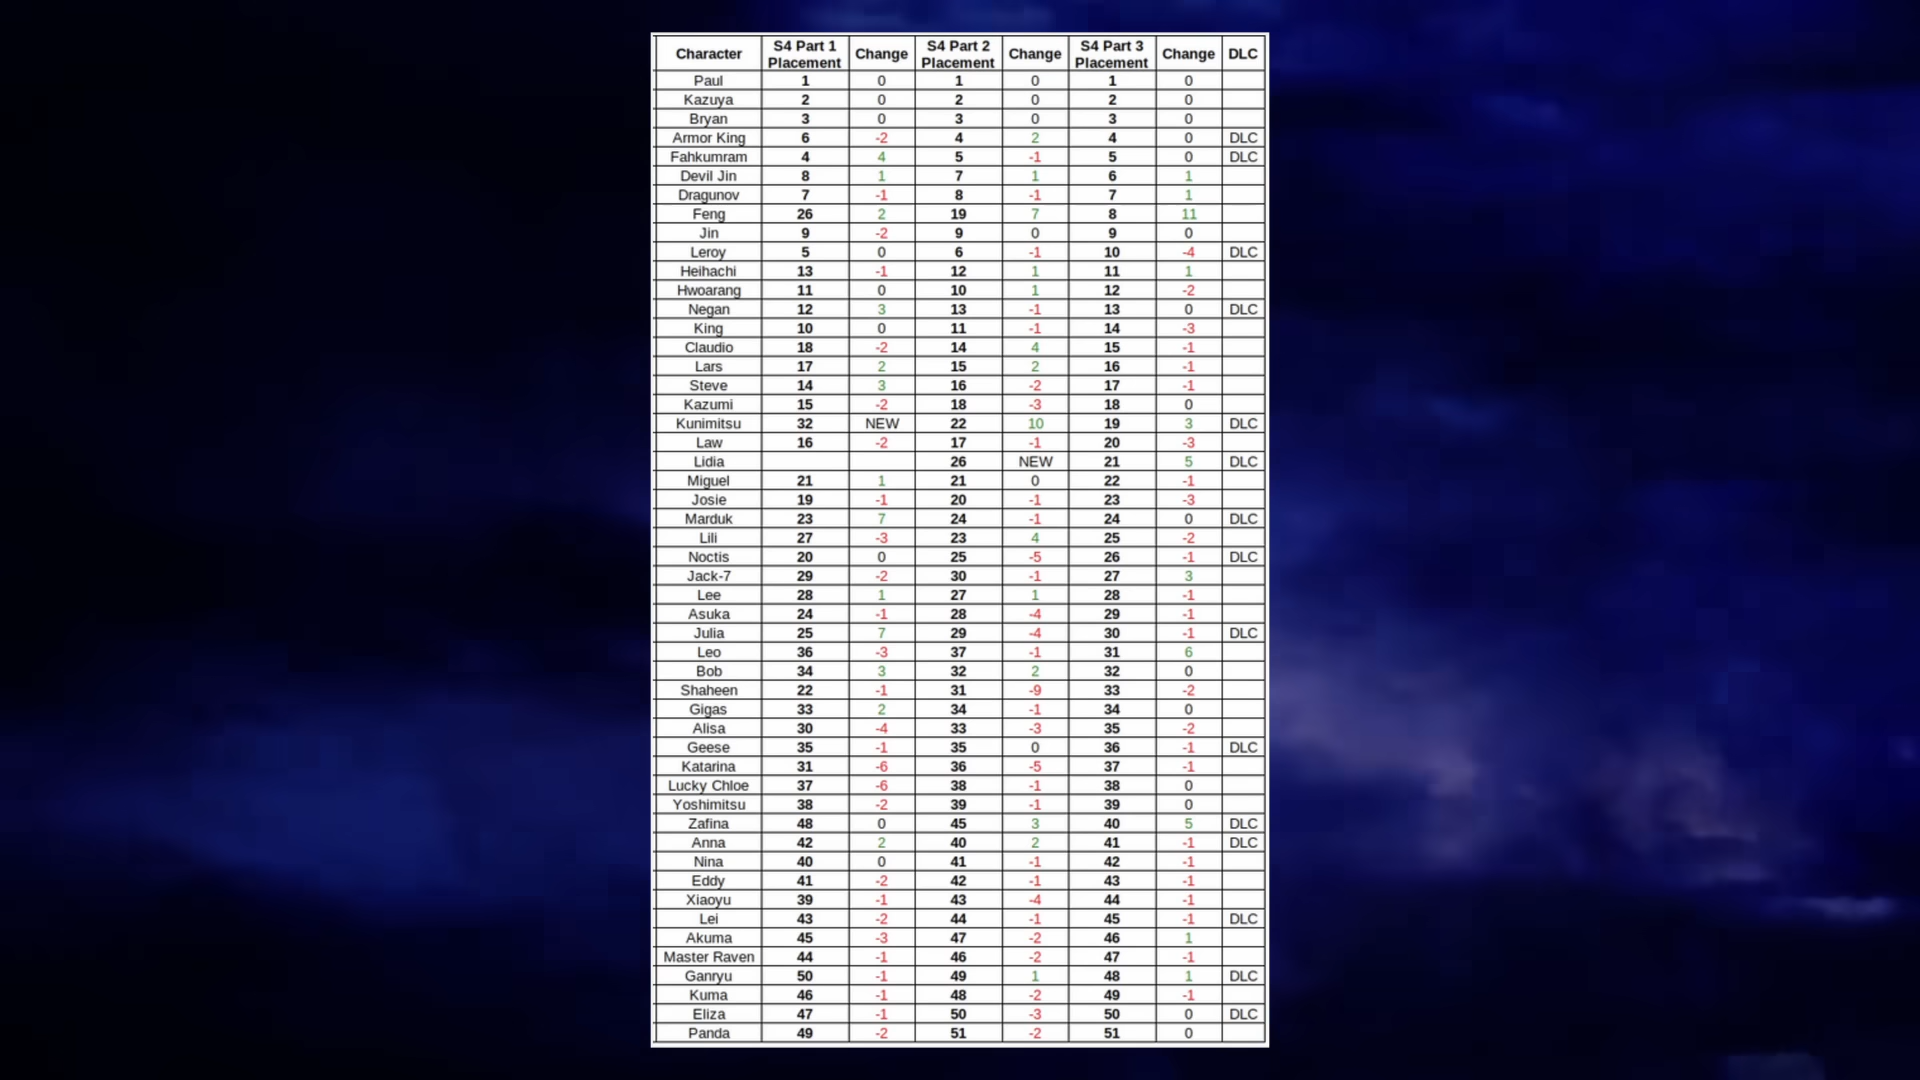 Character S4 Part 1 Placement Change S4 Part 2 Placement Change S4 Part 3 Placement Change DLC
Paul 1 0 1 0 1 0
Kazuya 2 0 2 0 2 0
Bryan 3 0 3 0 3 0
Armor King 6 -2 4 2 4 0 DLC
Fahkumram 4 4 5 -1 5 0 DLC
Devil Jin 8 1 7 1 6 1
Dragunov 7 -1 8 -1 7 1
Feng 26 2 19 7 8 11
Jin 9 -2 9 0 9 0
Leroy 5 0 6 -1 10 -4 DLC
Heihachi 13 -1 12 1 11 1
Hwoarang 11 0 10 1 12 -2
Negan 12 3 13 -1 13 0 DLC
King 10 0 11 -1 14 -3
Claudio 18 -2 14 4 15 -1
Lars 17 2 15 2 16 -1
Steve 14 3 16 -2 17 -1
Kazumi 15 -2 18 -3 18 0
Kunimitsu 32 NEW 22 10 19 3 DLC
Law 16 -2 17 -1 20 -3
Lidia 26 NEW 21 5 DLC
Miguel 21 1 21 0 22 -1
Josie 19 -1 20 -1 23 -3
Marduk 23 7 24 -1 24 0 DLC
Lili 27 -3 23 4 25 -2
Noctis 20 0 25 -5 26 -1 DLC
Jack-7 29 -2 30 -1 27 3
Lee 28 1 27 1 28 -1
Asuka 24 -1 28 -4 29 -1
Julia 25 7 29 -4 30 -1 DLC
Leo 36 -3 37 -1 31 6
Bob 34 3 32 2 32 0
Shaheen 22 -1 31 -9 33 -2
Gigas 33 2 34 -1 34 0
Alisa 30 -4 33 -3 35 -2
Geese 35 -1 35 0 36 -1 DLC
Katarina 31 -6 36 -5 37 -1
Lucky Chloe 37 -6 38 -1 38 0
Yoshimitsu 38 -2 39 -1 39 0
Zafina 48 0 45 3 40 5 DLC
Anna 42 2 40 2 41 -1 DLC
Nina 40 0 41 -1 42 -1
Eddy 41 -2 42 -1 43 -1
Xiaoyu 39 -1 43 -4 44 -1
Lei 43 -2 44 -1 45 -1 DLC
Akuma 45 -3 47 -2 46 1
Master Raven 44 -1 46 -2 47 -1
Ganryu 50 -1 49 1 48 1 DLC
Kuma 46 -1 48 -2 49 -1
Eliza 47 -1 50 -3 50 0 DLC
Panda 49 -2 51 -2 51 0